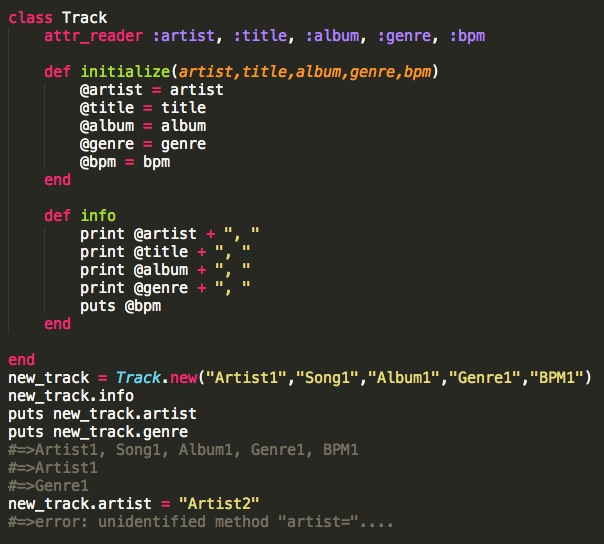 class Track
    attr_reader :artist, :title, :album, :genre, :bpm

    def initialize(artist,title,album,genre,bpm)
        @artist = artist
        @title = title
        @album = album
        @genre = genre
        @bpm = bpm
    end

    def info
        print @artist + ", "
        print @title + ", "
        print @album + ", "
        print @genre + ", "
        puts @bpm
    end

end
new_track = Track.new("Artist1","Song1","Album1","Genre1","BPM1")
new_track.info
puts new_track.artist
puts new_track.genre
#=>Artist1, Song1, Album1, Genre1, BPM1
#=>Artist1
#=>Genre1
new_track.artist = "Artist2"
#=>error: unidentified method "artist="....